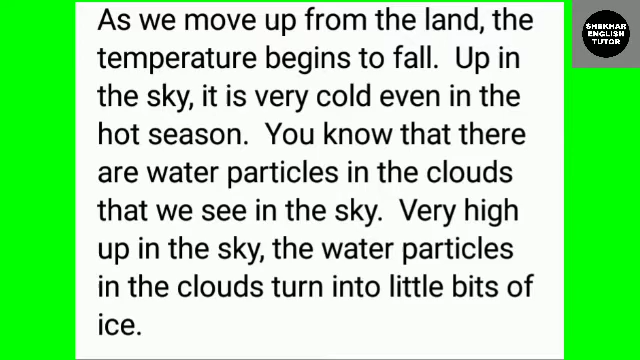 As we move up from the land, the
temperature begins to fall. Up in
the sky, it is very cold even in the
hot season. You know that there
are water particles in the clouds
that we see in the sky. Very high
up in the sky, the water particles
in the clouds turn into little bits of
ice.
SHEKHAR
ENGLISH
TUTOR